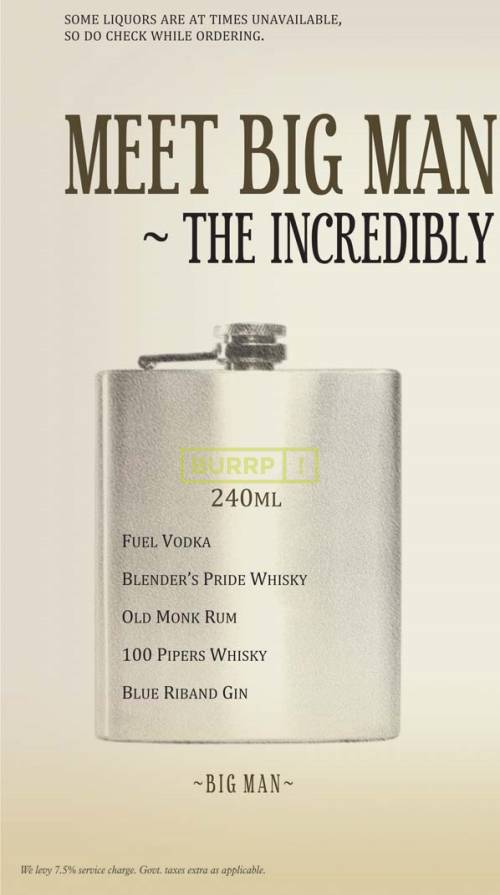 SOME LIQUORS ARE AT TIMES UNAVAILABLE,
SO DO CHECK WHILE ORDERING.
MEET BIG MAN
~ THE INCREDIBLY
BURRP!
240ML
FUEL VODKA
BLENDER'S PRIDE WHISKY
OLD MONK RUM
100 PIPERS WHISKY
BLUE RIBAND GIN
~BIG MAN~
We levy 7.5% service charge. Govt. taxes extra as applicable.